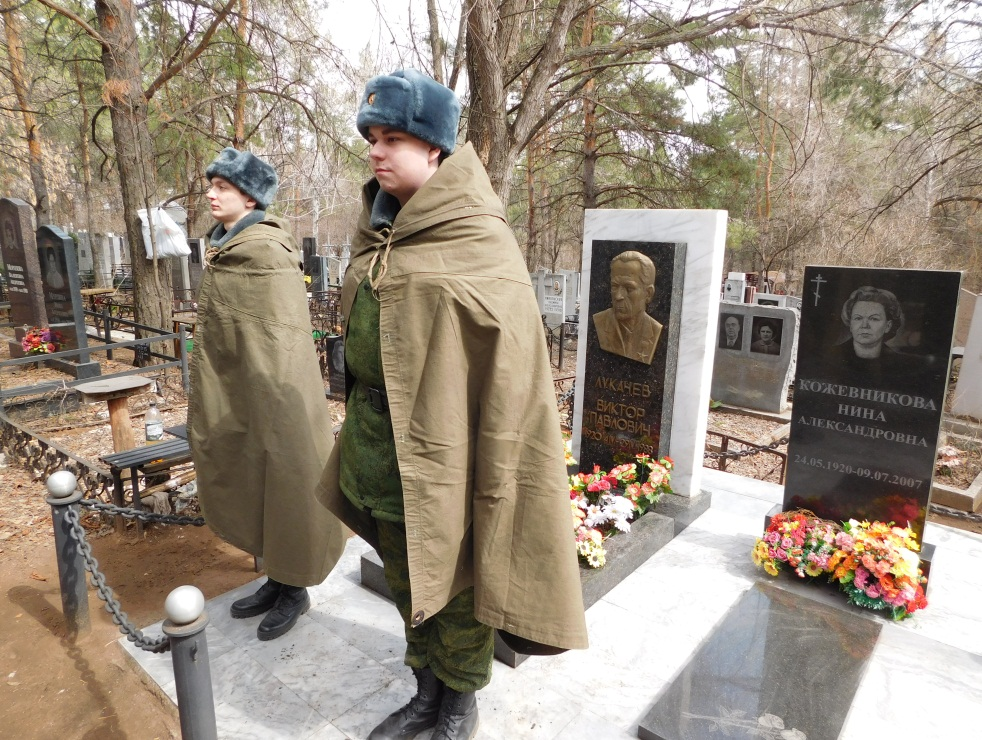 ЛУКАЧЕВ
ВИКТОР
ПАВЛОВИЧ
КОЖЕВНИКОВА
НИНА
АЛЕКСАНДРОВНА
24.05.1920-09.07.2007